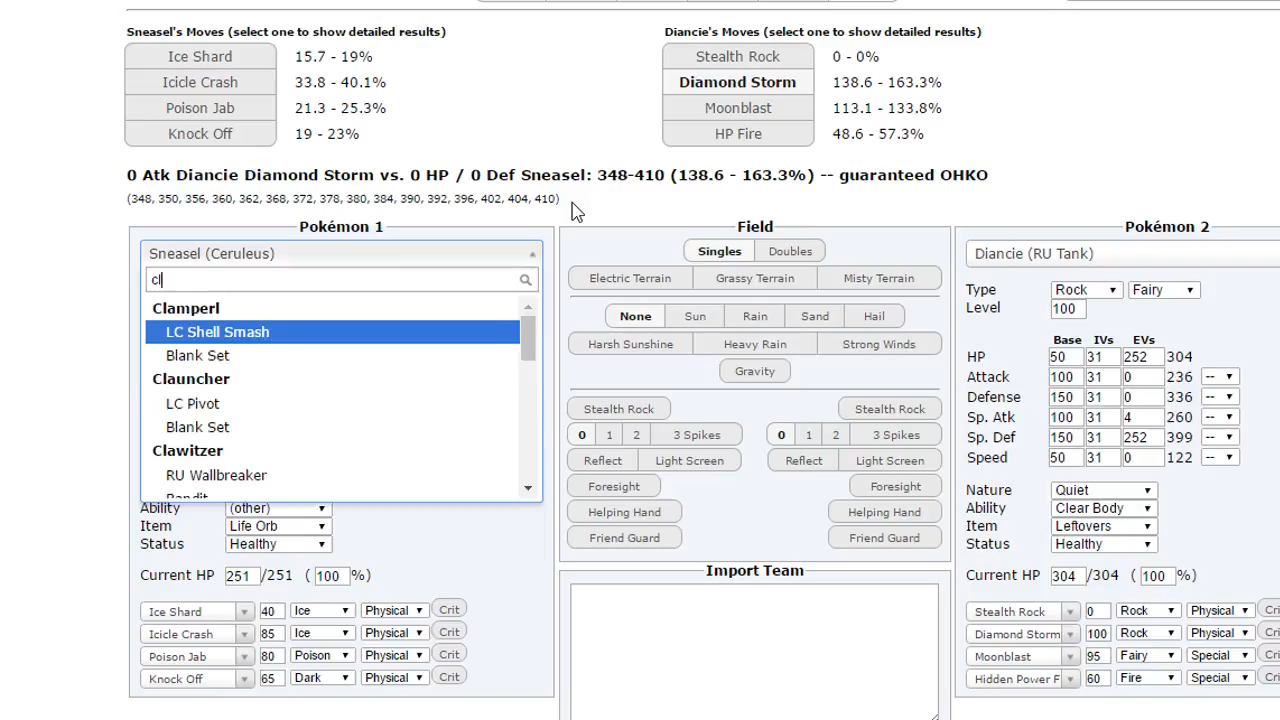 Sneasel's Moves (select one to show detailed results)
Ice Shard 15.7 - 19%
Icicle Crash 33.8 - 40.1%
Poison Jab 21.3 - 25.3%
Knock Off 19 - 23%
Diancie's Moves (select one to show detailed results)
Stealth Rock 0 - 0%
Diamond Storm 138.6 - 163.3%
Moonblast 113.1 - 133.8%
HP Fire 48.6 - 57.3%
0 Atk Diancie Diamond Storm vs. 0 HP / 0 Def Sneasel: 348-410 (138.6 - 163.3%) -- guaranteed OHKO
(348, 350, 356, 360, 362, 368, 372, 378, 380, 384, 390, 392, 396, 402, 404, 410)
Pokémon 1
Sneasel (Ceruleus)
cl
Clamperl
LC Shell Smash
Blank Set
Clauncher
LC Pivot
Blank Set
Clawitzer
RU Wallbreaker
Bandit
Ability (other)
Item Life Orb
Status Healthy
Current HP 251 /251 ( 100 %)
Ice Shard 40 Ice Physical Crit
Icicle Crash 85 Ice Physical Crit
Poison Jab 80 Poison Physical Crit
Knock Off 65 Dark Physical Crit
Field
Singles Doubles
Electric Terrain Grassy Terrain Misty Terrain
None Sun Rain Sand Hail
Harsh Sunshine Heavy Rain Strong Winds
Gravity
Stealth Rock Stealth Rock
0 1 2 3 Spikes 0 1 2 3 Spikes
Reflect Light Screen Reflect Light Screen
Foresight Foresight
Helping Hand Helping Hand
Friend Guard Friend Guard
Import Team
Pokémon 2
Diancie (RU Tank)
Type Rock Fairy
Level 100
Base IVs EVs
HP 50 31 252 304
Attack 100 31 0 236 --
Defense 150 31 0 336 --
Sp. Atk 100 31 4 260 --
Sp. Def 150 31 252 399 --
Speed 50 31 0 122 --
Nature Quiet
Ability Clear Body
Item Leftovers
Status Healthy
Current HP 304 /304 ( 100 %)
Stealth Rock 0 Rock Physical Cri
Diamond Storm 100 Rock Physical Cri
Moonblast 95 Fairy Special Cri
Hidden Power F 60 Fire Special Cri